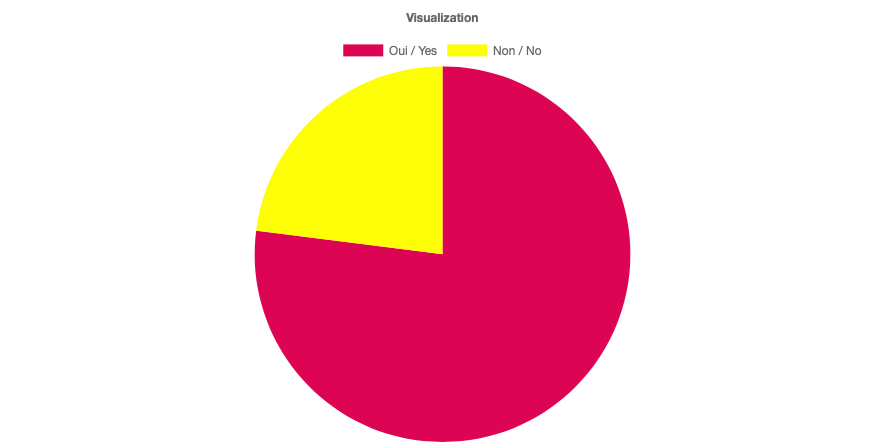 Visualization
Oui / Yes Non / No